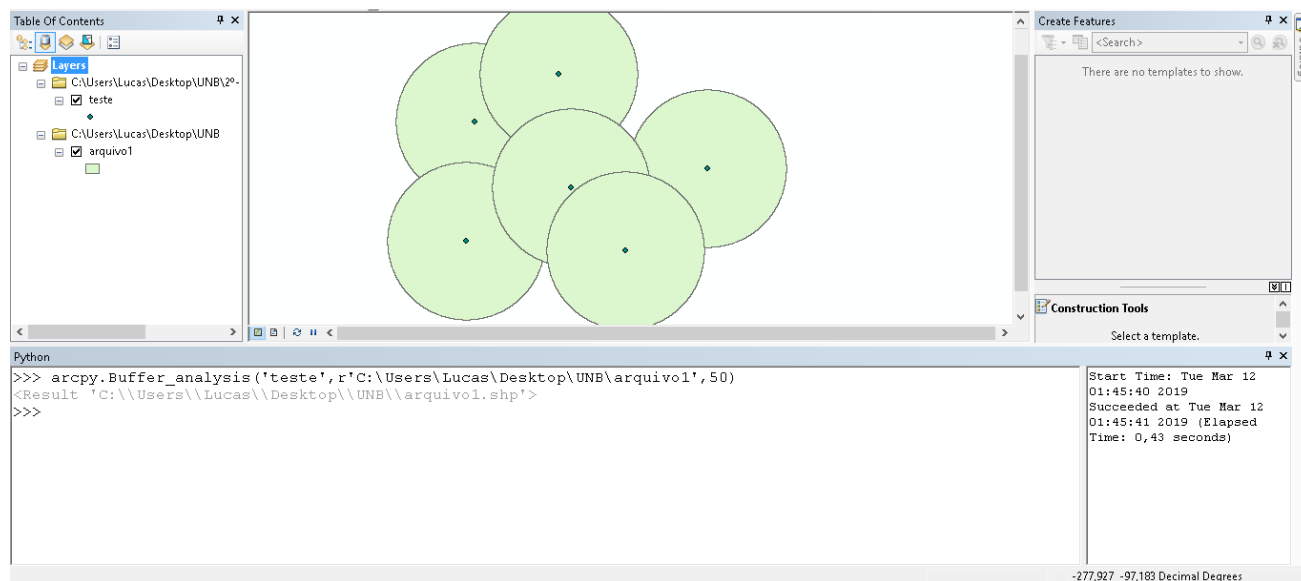 Table Of Contents
Layers
C:\Users\Lucas\Desktop\UNB\2º-
teste
C:\Users\Lucas\Desktop\UNB
arquivo1
Create Features
<Search>
There are no templates to show.
Construction Tools
Select a template.
Python
>>> arcpy.Buffer_analysis('teste',r'C:\Users\Lucas\Desktop\UNB\arquivo1',50)
<Result 'C:\\Users\\Lucas\\Desktop\\UNB\\arquivo1.shp'>
>>>
Start Time: Tue Mar 12
01:45:40 2019
Succeeded at Tue Mar 12
01:45:41 2019 (Elapsed
Time: 0,43 seconds)
-277,927 -97,183 Decimal Degrees